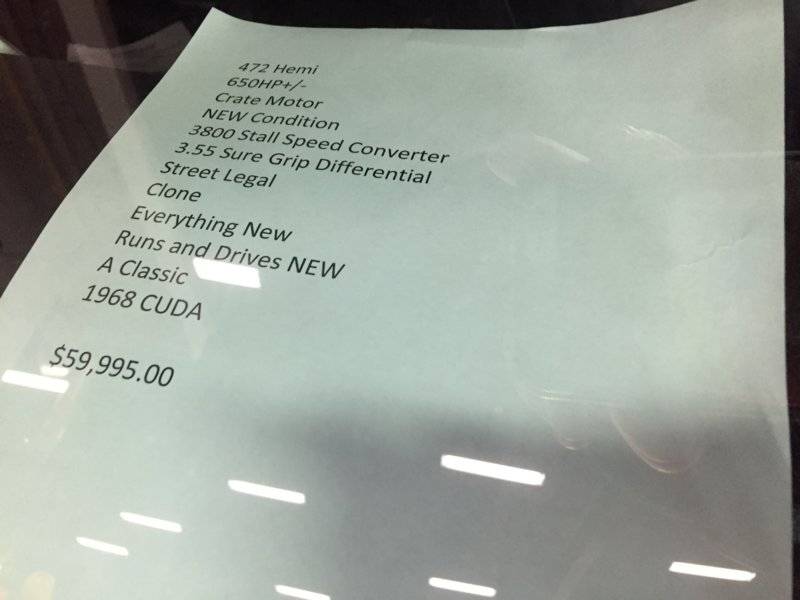 472 Hemi
650HP+/-
Crate Motor
NEW Condition
3800 Stall Speed Converter
3.55 Sure Grip Differential
Street Legal
Clone
Everything New
Runs and Drives NEW
A Classic
1968 CUDA
$59,995.00